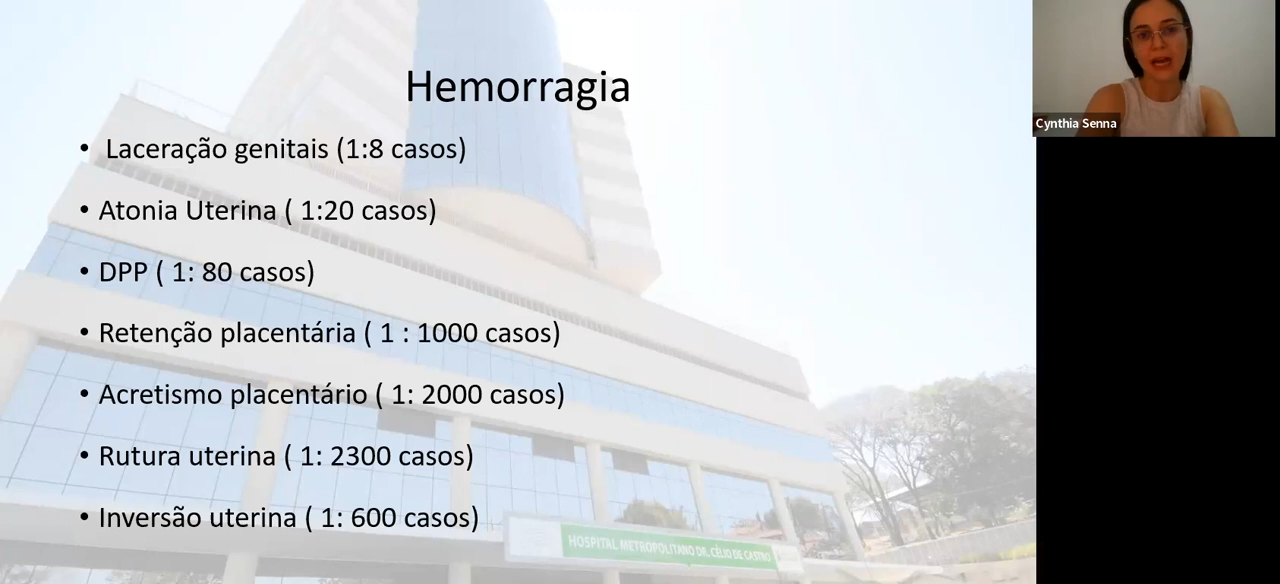 Hemorragia
• Laceração genitais (1:8 casos)
• Atonia Uterina ( 1:20 casos)
• DPP ( 1: 80 casos)
• Retenção placentária ( 1 : 1000 casos)
• Acretismo placentário ( 1: 2000 casos)
• Rutura uterina ( 1: 2300 casos)
• Inversão uterina ( 1: 600 casos)
HOSPITAL METROPOLITANO DR. CÉLIO DE CASTRO
Cynthia Senna